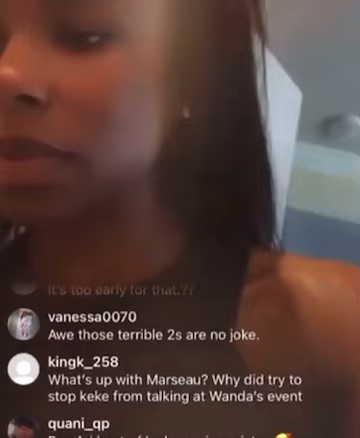 It's too early for that.??
vanessa0070
Awe those terrible 2s are no joke.
kingk_258
What's up with Marseau? Why did try to
stop keke from talking at Wanda's event
quani_qp